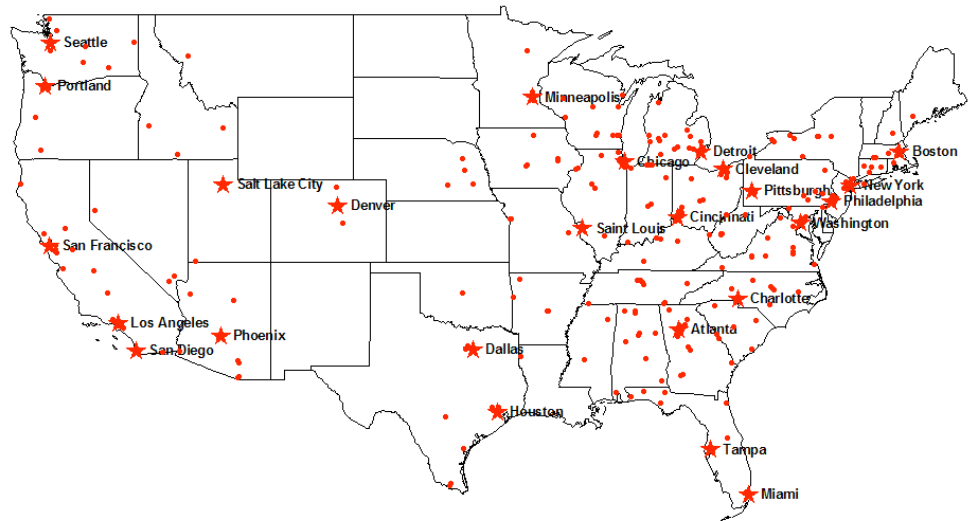 Seattle
Portland
Minneapolis
Detroit
Boston
Chicago
Cleveland
Salt Lake City
Pittsburgh
New York
Denver
Philadelphia
Cincinnati
Washington
Saint Louis
San Francisco
Charlotte
Los Angeles
Phoenix
Atlanta
San Diego
Dallas
Houston
Tampa
Miami